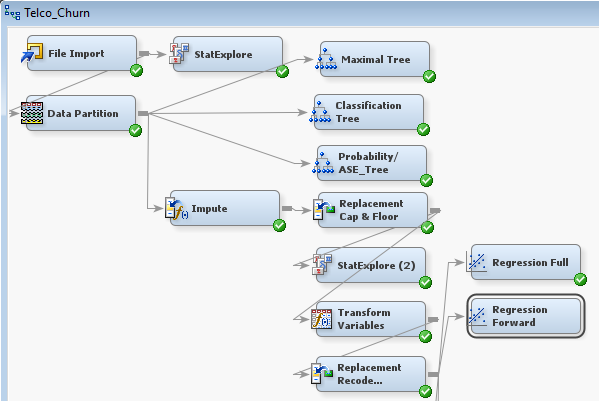 Telco_Churn
File Import
StatExplore
Maximal Tree
Data Partition
Classification
Tree
Probability/
ASE_Tree
Impute
Replacement
Cap & Floor
StatExplore (2)
Regression Full
Transform
Variables
Regression
Forward
Replacement
Recode...